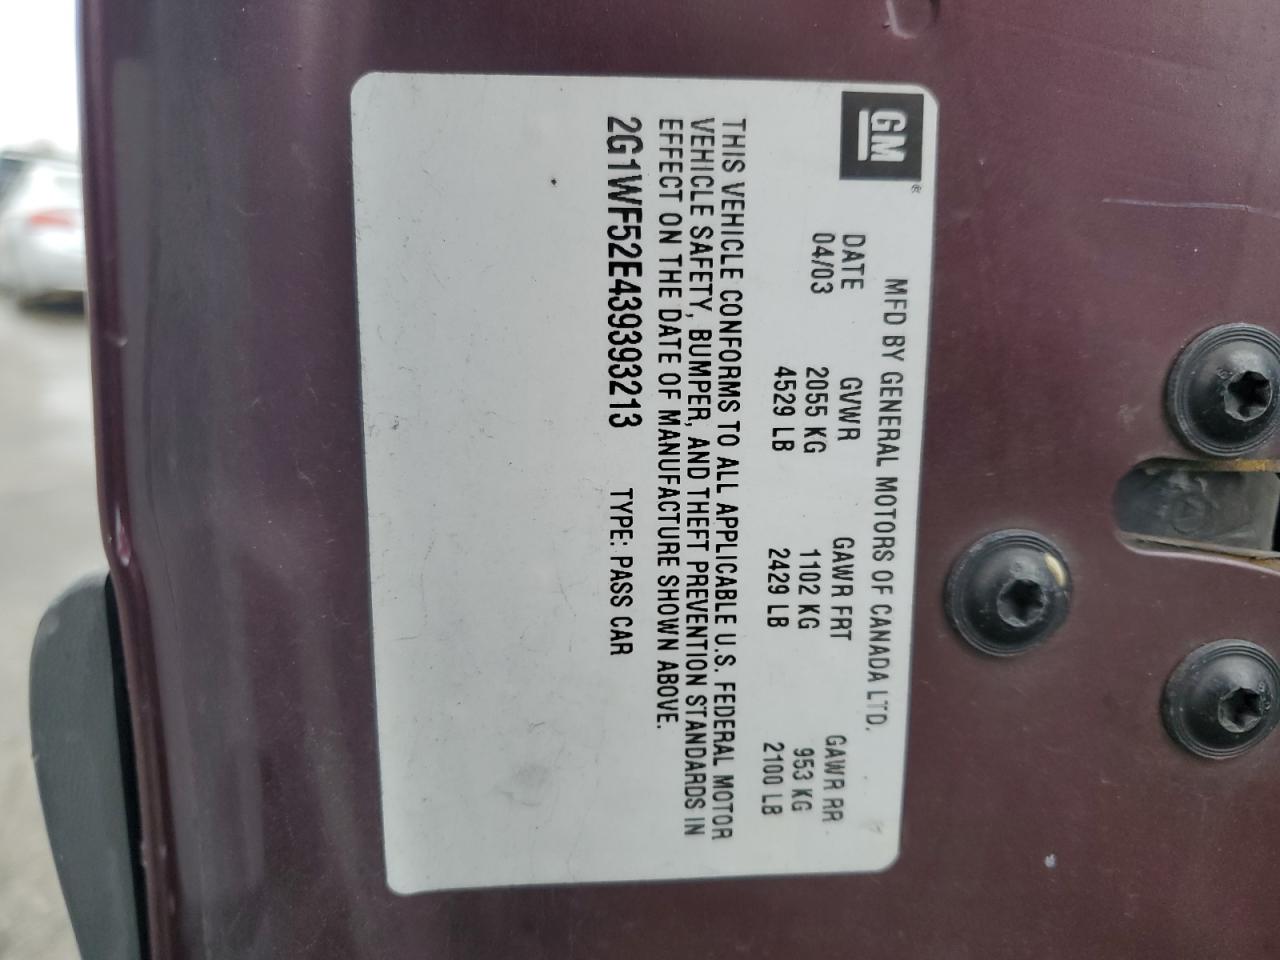 GM®
MFD BY GENERAL MOTORS OF CANADA LTD.
DATE GVWR GAWR FRT GAWR RR
04/03 2055 KG 1102 KG 953 KG
4529 LB 2429 LB 2100 LB
THIS VEHICLE CONFORMS TO ALL APPLICABLE U.S. FEDERAL MOTOR
VEHICLE SAFETY, BUMPER, AND THEFT PREVENTION STANDARDS IN
EFFECT ON THE DATE OF MANUFACTURE SHOWN ABOVE.
2G1WF52E439393213 TYPE: PASS CAR